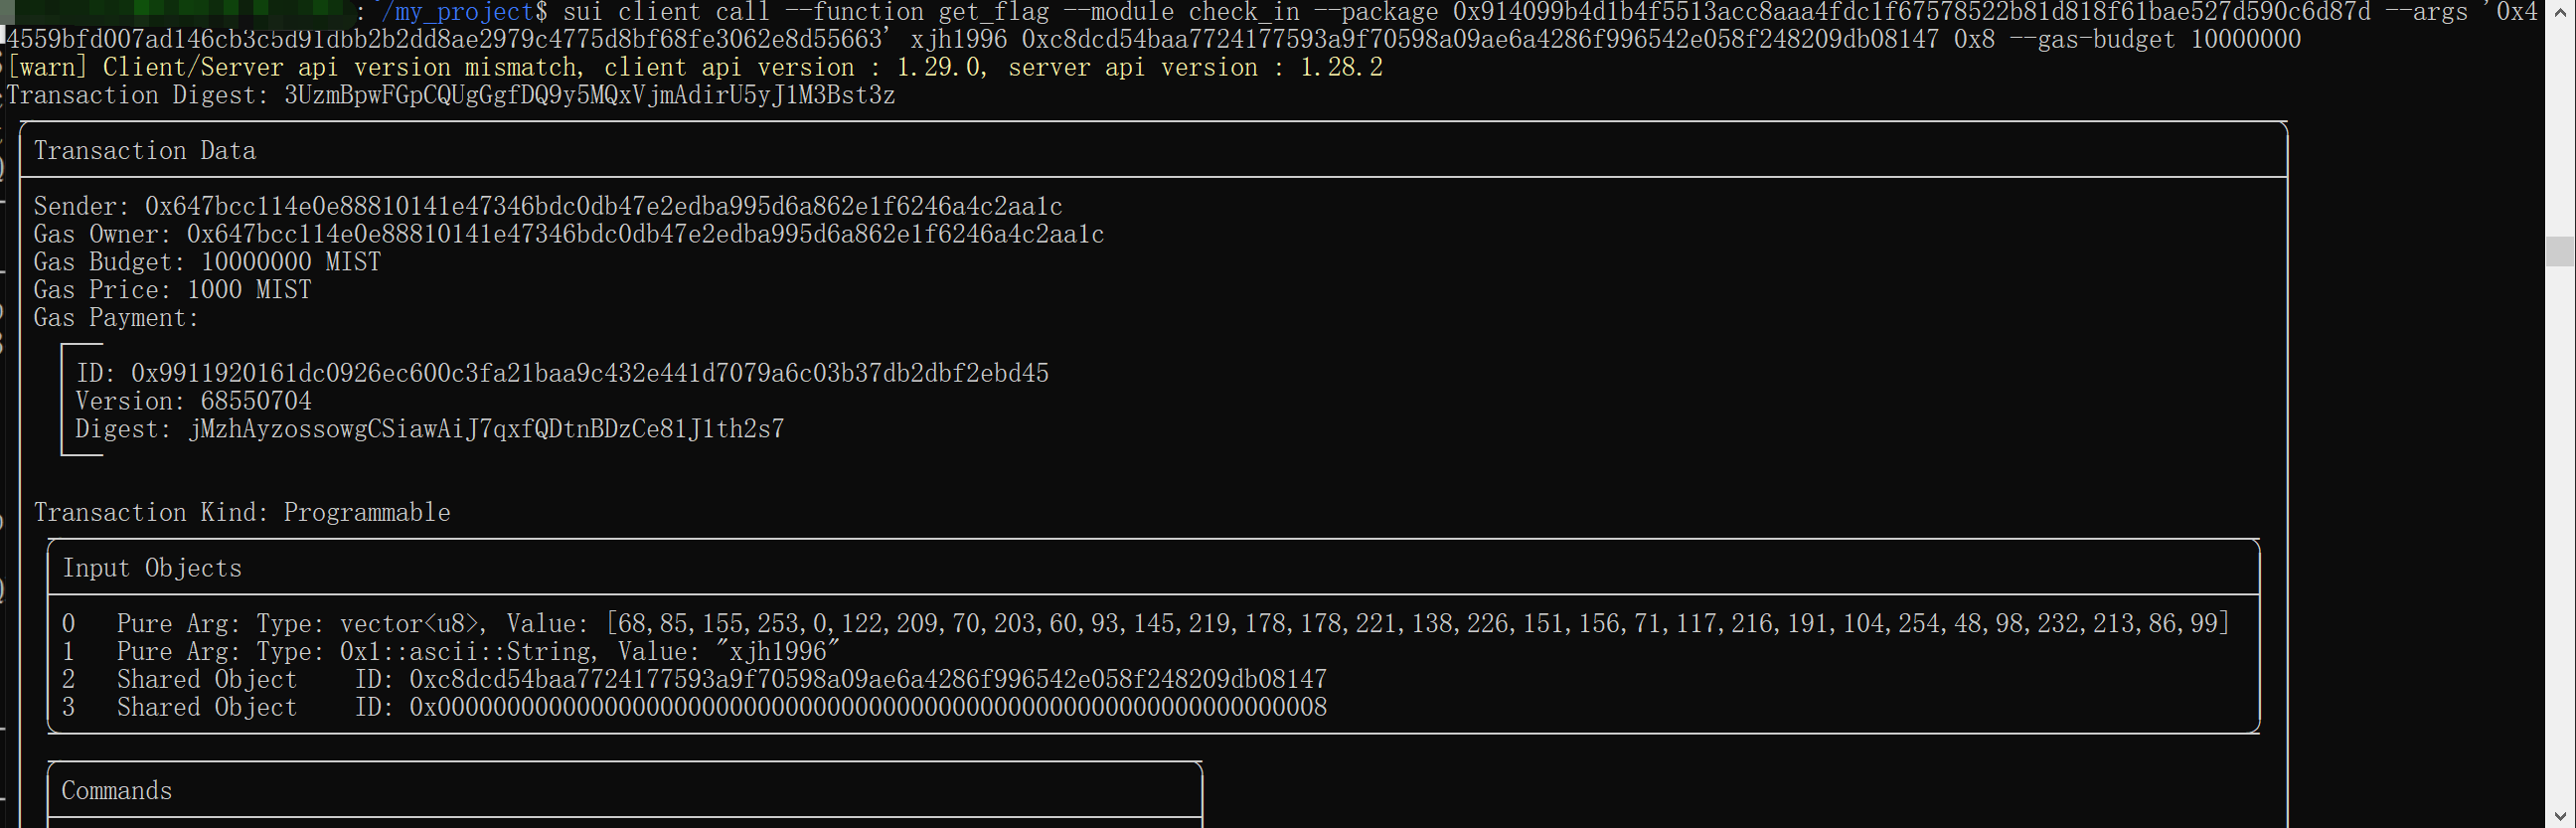 :~/my_project$ sui client call --function get_flag --module check_in --package 0x914099b4d1b4f5513acc8aaa4fdc1f67578522b81d818f61bae527d590c6d87d --args '0x4
4559bfd007ad146cb3c5d91dbb2b2dd8ae2979c4775d8bf68fe3062e8d55663' xjh1996 0xc8dcd54baa7724177593a9f70598a09ae6a4286f996542e058f248209db08147 0x8 --gas-budget 10000000
[warn] Client/Server api version mismatch, client api version : 1.29.0, server api version : 1.28.2
Transaction Digest: 3UzmBpwFGpCQUgGgfDQ9y5MQxVjmAdirU5yJ1M3Bst3z
Transaction Data
Sender: 0x647bcc114e0e88810141e47346bdc0db47e2edba995d6a862e1f6246a4c2aa1c
Gas Owner: 0x647bcc114e0e88810141e47346bdc0db47e2edba995d6a862e1f6246a4c2aa1c
Gas Budget: 10000000 MIST
Gas Price: 1000 MIST
Gas Payment:
ID: 0x9911920161dc0926ec600c3fa21baa9c432e441d7079a6c03b37db2dbf2ebd45
Version: 68550704
Digest: jMzhAyzossowgCSiawAiJ7qxfQDtnBDzCe81J1th2s7
Transaction Kind: Programmable
Input Objects
0 Pure Arg: Type: vector<u8>, Value: [68,85,155,253,0,122,209,70,203,60,93,145,219,178,178,221,138,226,151,156,71,117,216,191,104,254,48,98,232,213,86,99]
1 Pure Arg: Type: 0x1::ascii::String, Value: "xjh1996"
2 Shared Object ID: 0xc8dcd54baa7724177593a9f70598a09ae6a4286f996542e058f248209db08147
3 Shared Object ID: 0x0000000000000000000000000000000000000000000000000000000000000008
Commands